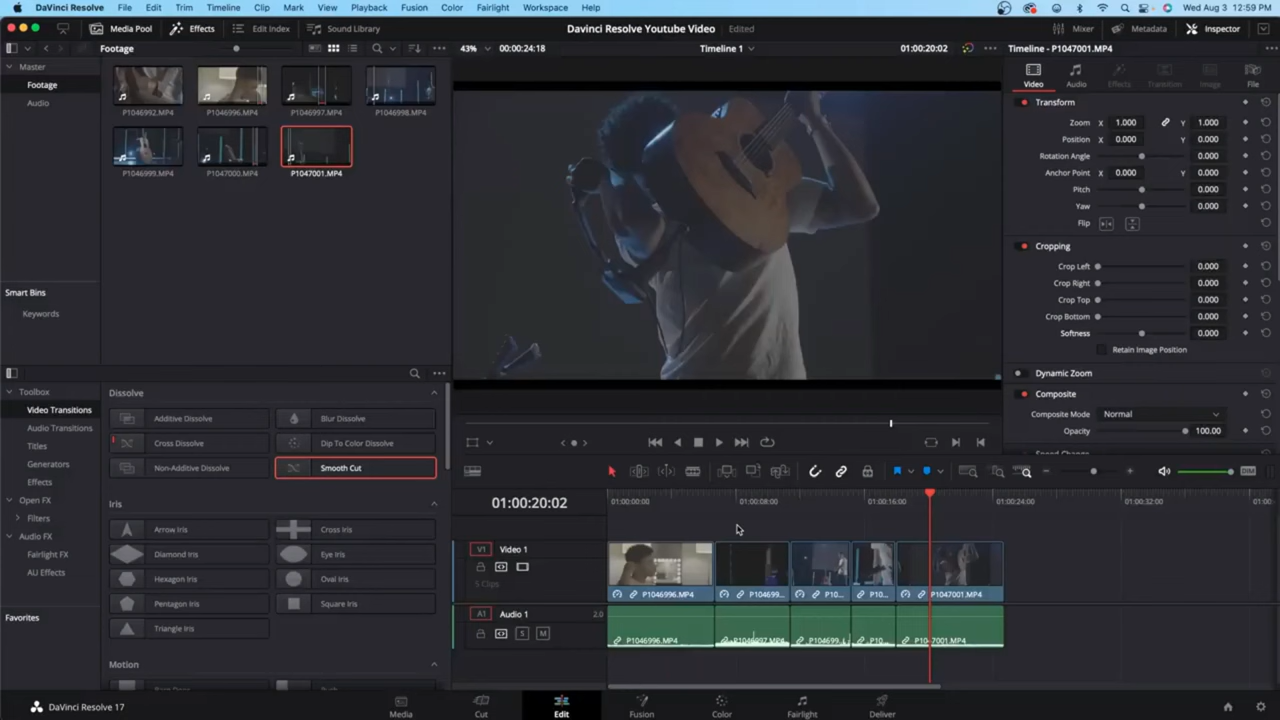 DaVinci Resolve File Edit Trim Timeline Clip Mark View Playback Fusion Color Fairlight Workspace Help Wed Aug 3 12:59 PM
Media Pool Effects Edit Index Sound Library DaVinci Resolve Youtube Video Edited Mixer Metadata Inspector
Footage 43% 00:00:24:18 Timeline 1 01:00:20:02 Timeline - P1047001.MP4
Master
Footage
Audio
P1046992.MP4 P1046996.MP4 P1046997.MP4 P1046998.MP4
P1046999.MP4 P1047000.MP4 P1047001.MP4
Smart Bins
Keywords
Video Audio Effects Transition Image File
Transform
Zoom X 1.000 Y 1.000
Position X 0.000 Y 0.000
Rotation Angle 0.000
Anchor Point X 0.000 Y 0.000
Pitch 0.000
Yaw 0.000
Flip
Cropping
Crop Left 0.000
Crop Right 0.000
Crop Top 0.000
Crop Bottom 0.000
Softness 0.000
Retain Image Position
Dynamic Zoom
Composite
Composite Mode Normal
Opacity 100.00
Toolbox
Video Transitions
Audio Transitions
Titles
Generators
Effects
Open FX
Filters
Audio FX
Fairlight FX
AU Effects
Favorites
Dissolve
Additive Dissolve Blur Dissolve
Cross Dissolve Dip To Color Dissolve
Non-Additive Dissolve Smooth Cut
Iris
Arrow Iris Cross Iris
Diamond Iris Eye Iris
Hexagon Iris Oval Iris
Pentagon Iris Square Iris
Triangle Iris
Motion
DIM
01:00:20:02 01:00:00:00 01:00:08:00 01:00:16:00 01:00:24:00 01:00:32:00 01:00
V1 Video 1
5 Clips
P1046996.MP4 P104699... P10... P10... P1047001.MP4
A1 Audio 1 2.0
S M
P1046996.MP4 P1046997.MP4 P104699... P10... P1047001.MP4
DaVinci Resolve 17 Media Cut Edit Fusion Color Fairlight Deliver